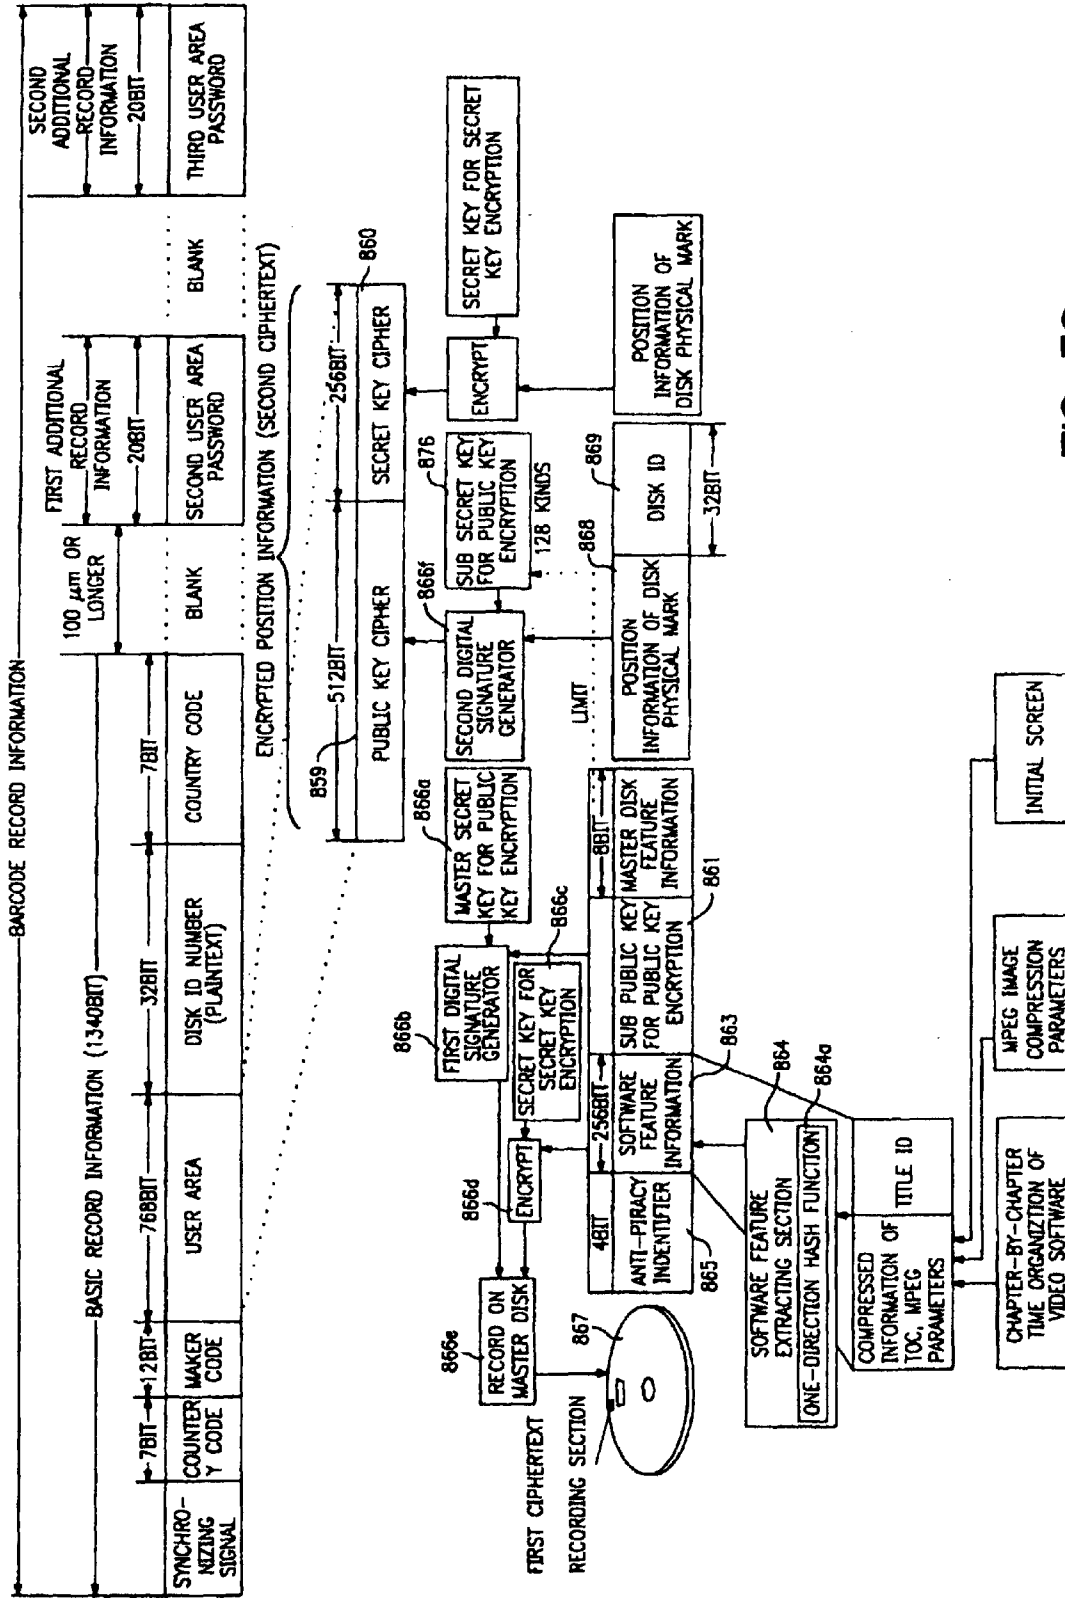 BARCODE RECORD INFORMATION
BASIC RECORD INFORMATION (1340BIT)
100 μm OR
LONGER
FIRST ADDITIONAL
RECORD
INFORMATION
SECOND
ADDITIONAL
RECORD
INFORMATION
7BIT
12BIT
768BIT
32BIT
7BIT
20BIT
20BIT
SYNCHRO-
NIZING
SIGNAL
COUNTER
Y CODE
MAKER
CODE
USER AREA
DISK ID NUMBER
(PLAINTEXT)
COUNTRY CODE
BLANK
SECOND USER AREA
PASSWORD
BLANK
THIRD USER AREA
PASSWORD
ENCRYPTED POSITION INFORMATION (SECOND CIPHERTEXT)
859
512BIT
256BIT
860
PUBLIC KEY CIPHER
SECRET KEY CIPHER
866e
RECORD ON
MASTER DISK
866d
ENCRYPT
866b
FIRST DIGITAL
SIGNATURE
GENERATOR
866c
SECRET KEY FOR
SECRET KEY
ENCRYPTION
866a
MASTER SECRET
KEY FOR PUBLIC
KEY ENCRYPTION
866f
SECOND DIGITAL
SIGNATURE
GENERATOR
876
SUB SECRET KEY
FOR PUBLIC KEY
ENCRYPTION
128 KINDS
ENCRYPT
SECRET KEY FOR SECRET
KEY ENCRYPTION
FIRST CIPHERTEXT
RECORDING SECTION
867
LIMIT
4BIT
256BIT
8BIT
ANTI-PIRACY
INDENTIFIER
865
SOFTWARE
FEATURE
INFORMATION
863
SUB PUBLIC KEY
FOR PUBLIC KEY
ENCRYPTION
861
MASTER DISK
FEATURE
INFORMATION
868
POSITION
INFORMATION OF DISK
PHYSICAL MARK
869
DISK ID
32BIT
POSITION
INFORMATION OF
DISK PHYSICAL MARK
SOFTWARE FEATURE
EXTRACTING SECTION
864
ONE-DIRECTION HASH FUNCTION
864a
COMPRESSED
INFORMATION OF
TOC, MPEG
PARAMETERS
TITLE ID
CHAPTER-BY-CHAPTER
TIME ORGANIZTION OF
VIDEO SOFTWARE
MPEG IMAGE
COMPRESSION
PARAMETERS
INITIAL SCREEN